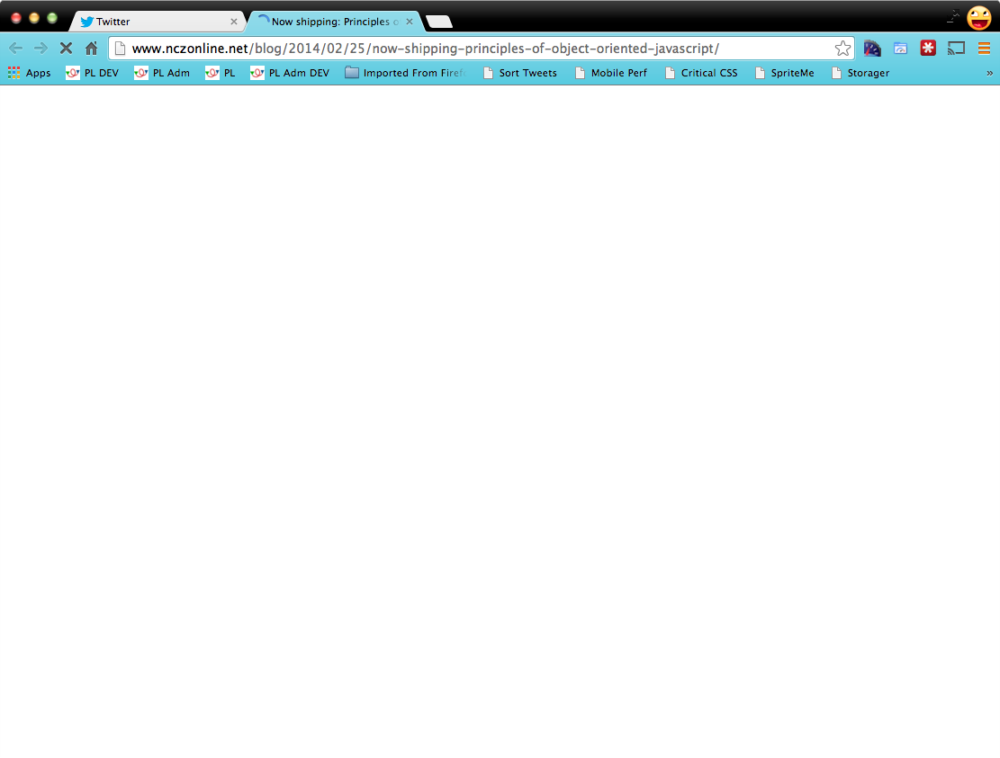 Twitter
Now shipping: Principles o
www.nczonline.net/blog/2014/02/25/now-shipping-principles-of-object-oriented-javascript/
Apps PL DEV PL Adm PL PL Adm DEV Imported From Firef Sort Tweets Mobile Perf Critical CSS SpriteMe Storager »